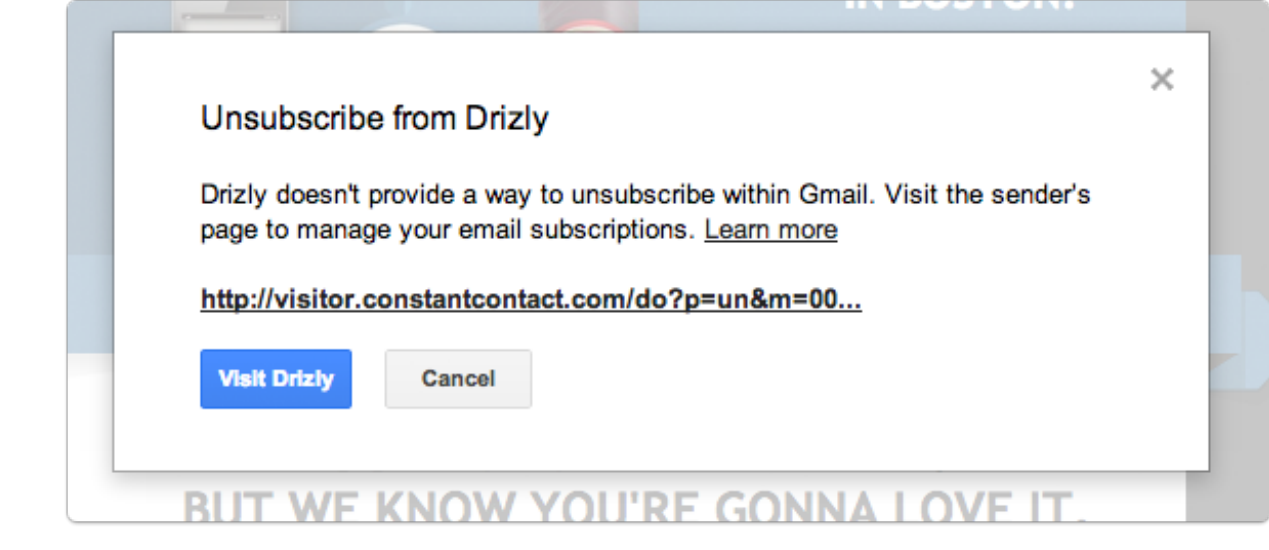 IN BOSTON!
Unsubscribe from Drizly
Drizly doesn't provide a way to unsubscribe within Gmail. Visit the sender's
page to manage your email subscriptions. Learn more
http://visitor.constantcontact.com/do?p=un&m=00...
Visit Drizly
Cancel
BUT WE KNOW YOU'RE GONNA LOVE IT.